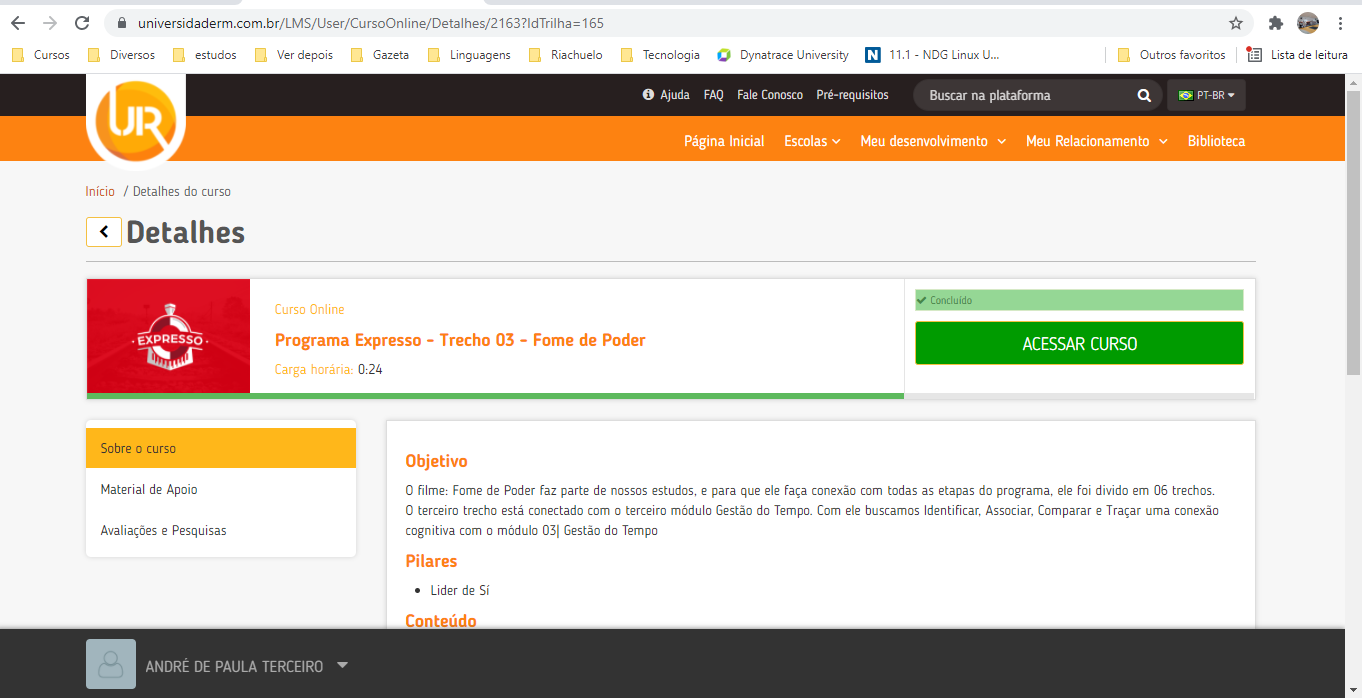 universidaderm.com.br/LMS/User/CursoOnline/Detalhes/2163?IdTrilha=165
Cursos Diversos estudos Ver depois Gazeta Linguagens Riachuelo Tecnologia Dynatrace University N 11.1 - NDG Linux U... Outros favoritos Lista de leitura
UR
Ajuda FAQ Fale Conosco Pré-requisitos Buscar na plataforma PT-BR
Página Inicial Escolas Meu desenvolvimento Meu Relacionamento Biblioteca
Início / Detalhes do curso
Detalhes
EXPRESSO
Curso Online
Programa Expresso - Trecho 03 - Fome de Poder
Carga horária: 0:24
Concluído
ACESSAR CURSO
Sobre o curso
Material de Apoio
Avaliações e Pesquisas
Objetivo
O filme: Fome de Poder faz parte de nossos estudos, e para que ele faça conexão com todas as etapas do programa, ele foi divido em 06 trechos.
O terceiro trecho está conectado com o terceiro módulo Gestão do Tempo. Com ele buscamos Identificar, Associar, Comparar e Traçar uma conexão
cognitiva com o módulo 03| Gestão do Tempo
Pilares
• Lider de Sí
Conteúdo
ANDRÉ DE PAULA TERCEIRO